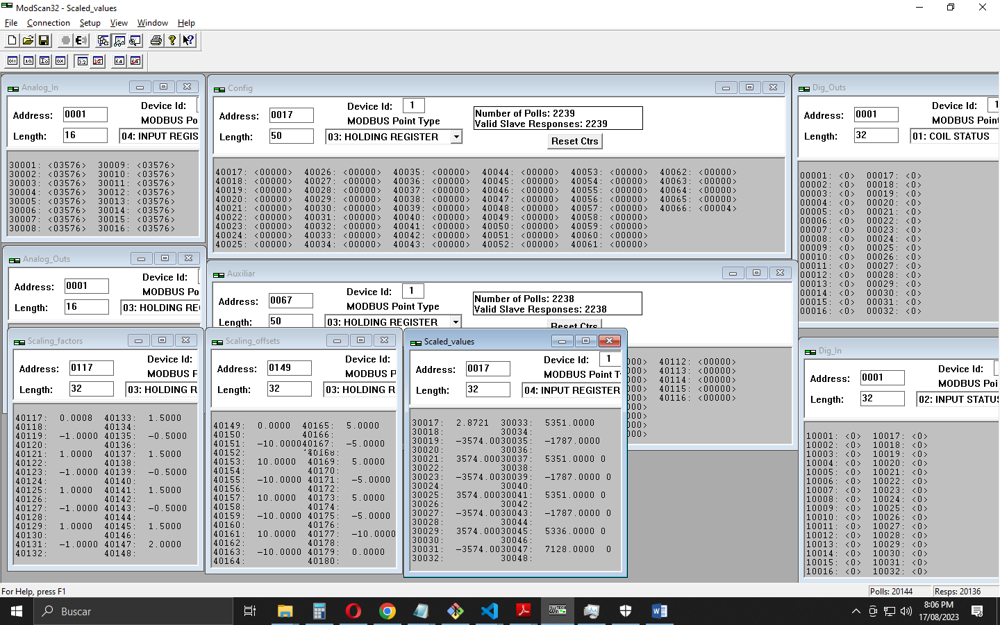 ModScan32 - Scaled_values
File Connection Setup View Window Help
Analog_In
Address: 0001
Device Id:
MODBUS Po
Length: 16
04: INPUT REGIS
30001: <03576> 30009: <03576>
30002: <03576> 30010: <03576>
30003: <03576> 30011: <03576>
30004: <03576> 30012: <03576>
30005: <03576> 30013: <03576>
30006: <03576> 30014: <03576>
30007: <03576> 30015: <03576>
30008: <03576> 30016: <03576>
Config
Address: 0017
Device Id: 1
MODBUS Point Type
Length: 50
03: HOLDING REGISTER
Number of Polls: 2239
Valid Slave Responses: 2239
Reset Ctrs
40017: <00000> 40026: <00000> 40035: <00000> 40044: <00000> 40053: <00000> 40062: <00000>
40018: <00000> 40027: <00000> 40036: <00000> 40045: <00000> 40054: <00000> 40063: <00000>
40019: <00000> 40028: <00000> 40037: <00000> 40046: <00000> 40055: <00000> 40064: <00000>
40020: <00000> 40029: <00000> 40038: <00000> 40047: <00000> 40056: <00000> 40065: <00000>
40021: <00000> 40030: <00000> 40039: <00000> 40048: <00000> 40057: <00000> 40066: <00004>
40022: <00000> 40031: <00000> 40040: <00000> 40049: <00000> 40058: <00000>
40023: <00000> 40032: <00000> 40041: <00000> 40050: <00000> 40059: <00000>
40024: <00000> 40033: <00000> 40042: <00000> 40051: <00000> 40060: <00000>
40025: <00000> 40034: <00000> 40043: <00000> 40052: <00000> 40061: <00000>
Dig_Outs
Address: 0001
Device Id: 1
MODBUS Point
Length: 32
01: COIL STATUS
00001: <0> 00017: <0>
00002: <0> 00018: <0>
00003: <0> 00019: <0>
00004: <0> 00020: <0>
00005: <0> 00021: <0>
00006: <0> 00022: <0>
00007: <0> 00023: <0>
00008: <0> 00024: <0>
00009: <0> 00025: <0>
00010: <0> 00026: <0>
00011: <0> 00027: <0>
00012: <0> 00028: <0>
00013: <0> 00029: <0>
00014: <0> 00030: <0>
00015: <0> 00031: <0>
00016: <0> 00032: <0>
Analog_Outs
Address: 0001
Device Id:
MODBUS Po
Length: 16
03: HOLDING RE
Auxiliar
Address: 0067
Device Id: 1
MODBUS Point Type
Length: 50
03: HOLDING REGISTER
Number of Polls: 2238
Valid Slave Responses: 2238
Reset Ctrs
000> 40112: <00000>
000> 40113: <00000>
000> 40114: <00000>
000> 40115: <00000>
000> 40116: <00000>
000>
000>
000>
000>
Scaling_factors
Address: 0117
Device Id:
MODBUS P
Length: 32
03: HOLDING R
40117: 0.0008 40133: 1.5000
40118: 40134:
40119: -1.0000 40135: -0.5000
40120: 40136:
40121: 1.0000 40137: 1.5000
40122: 40138:
40123: -1.0000 40139: -0.5000
40124: 40140:
40125: 1.0000 40141: 1.5000
40126: 40142:
40127: -1.0000 40143: -0.5000
40128: 40144:
40129: 1.0000 40145: 1.5000
40130: 40146:
40131: -1.0000 40147: 2.0000
40132: 40148:
Scaling_offsets
Address: 0149
Device Id:
MODBUS P
Length: 32
03: HOLDING R
40149: 0.0000 40165: 5.0000
40150: 40166:
40151: -10.000040167: -5.0000
40152: 40168:
40153: 10.0000 40169: 5.0000
40154: 40170:
40155: -10.0000 40171: -5.0000
40156: 40172:
40157: 10.0000 40173: 5.0000
40158: 40174:
40159: -10.0000 40175: -5.0000
40160: 40176:
40161: 10.0000 40177: -10.0000
40162: 40178:
40163: -10.0000 40179: 0.0000
40164: 40180:
Scaled_values
Address: 0017
Device Id: 1
MODBUS Point T
Length: 32
04: INPUT REGISTER
30017: 2.8721 30033: 5351.0000
30018: 30034:
30019: -3574.0030035: -1787.0000
30020: 30036:
30021: 3574.00030037: 5351.0000 0
30022: 30038:
30023: -3574.0030039: -1787.0000 0
30024: 30040:
30025: 3574.00030041: 5351.0000 0
30026: 30042:
30027: -3574.0030043: -1787.0000 0
30028: 30044:
30029: 3574.00030045: 5336.0000 0
30030: 30046:
30031: -3574.0030047: 7128.0000 0
30032: 30048:
Dig_In
Address: 0001
Device Id:
MODBUS Poi
Length: 32
02: INPUT STATUS
10001: <0> 10017: <0>
10002: <0> 10018: <0>
10003: <0> 10019: <0>
10004: <0> 10020: <0>
10005: <0> 10021: <0>
10006: <0> 10022: <0>
10007: <0> 10023: <0>
10008: <0> 10024: <0>
10009: <0> 10025: <0>
10010: <0> 10026: <0>
10011: <0> 10027: <0>
10012: <0> 10028: <0>
10013: <0> 10029: <0>
10014: <0> 10030: <0>
10015: <0> 10031: <0>
10016: <0> 10032: <0>
For Help, press F1
Polls: 20144
Resps: 20136
Buscar
8:06 PM
17/08/2023